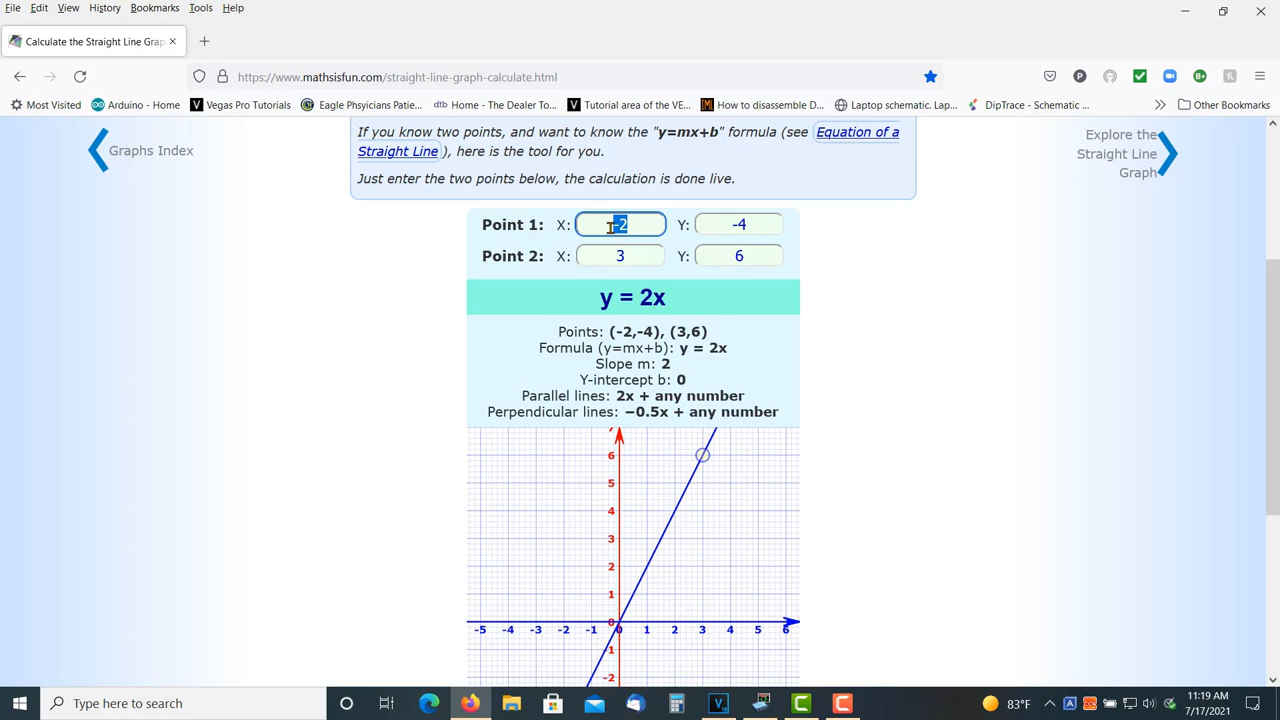 File Edit View History Bookmarks Tools Help
Calculate the Straight Line Grap
https://www.mathsisfun.com/straight-line-graph-calculate.html
Most Visited Arduino - Home Vegas Pro Tutorials Eagle Phsyicians Patie... Home - The Dealer To... Tutorial area of the VE... How to disassemble D... Laptop schematic. Lap... DipTrace - Schematic ... Other Bookmarks
Graphs Index
If you know two points, and want to know the "y=mx+b" formula (see Equation of a
Straight Line), here is the tool for you.
Just enter the two points below, the calculation is done live.
Explore the
Straight Line
Graph
Point 1: X: -2 Y: -4
Point 2: X: 3 Y: 6
y = 2x
Points: (-2,-4), (3,6)
Formula (y=mx+b): y = 2x
Slope m: 2
Y-intercept b: 0
Parallel lines: 2x + any number
Perpendicular lines: −0.5x + any number
6
5
4
3
2
1
0
-5 -4 -3 -2 -1 0 1 2 3 4 5 6
-1
-2
Type here to search
83°F
11:19 AM
7/17/2021